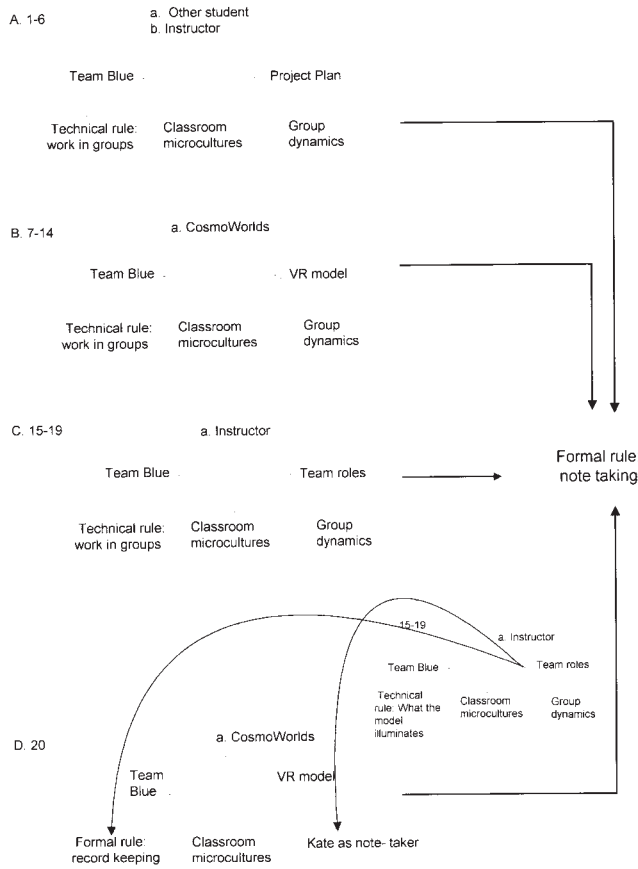 A. 1-6
a. Other student
b. Instructor
Team Blue
Project Plan
Technical rule:
work in groups
Classroom
microcultures
Group
dynamics
B. 7-14
a. CosmoWorlds
Team Blue
VR model
Technical rule:
work in groups
Classroom
microcultures
Group
dynamics
C. 15-19
a. Instructor
Team Blue
Team roles
Technical rule:
work in groups
Classroom
microcultures
Group
dynamics
Formal rule
note taking
15-19
a. Instructor
Team Blue
Team roles
Technical
rule: What the
model
illuminates
Classroom
microcultures
Group
dynamics
D. 20
a. CosmoWorlds
Team
Blue
VR model
Formal rule:
record keeping
Classroom
microcultures
Kate as note- taker